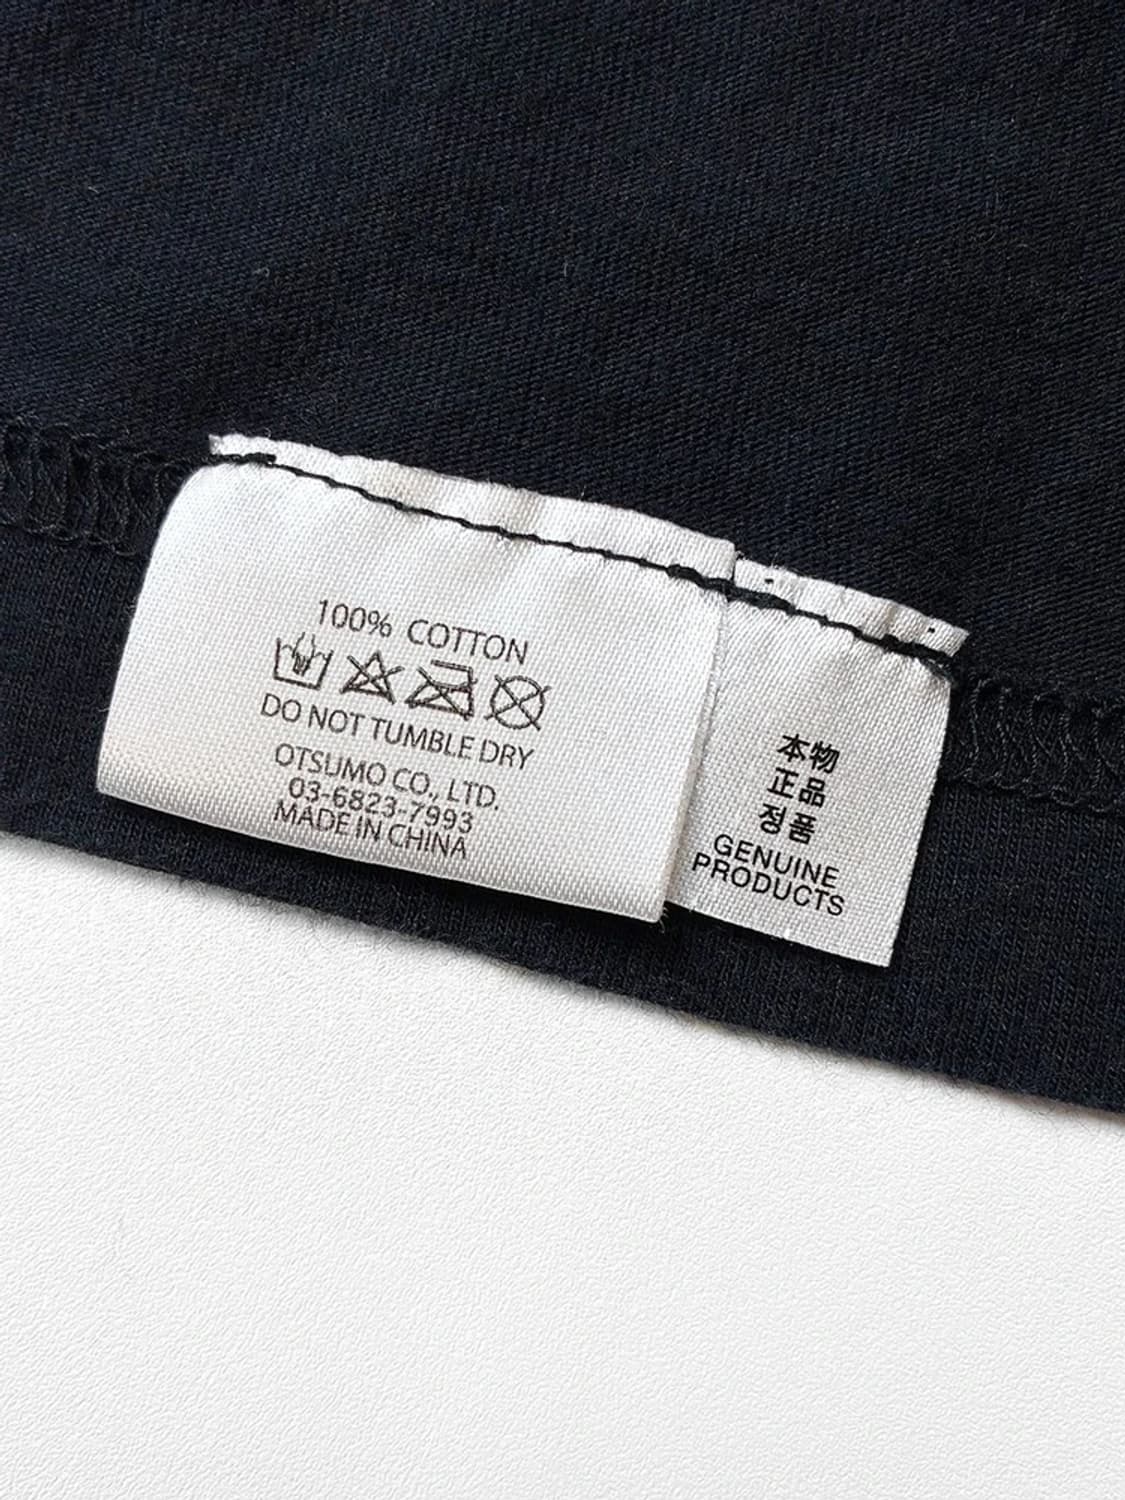 100% COTTON
DO NOT TUMBLE DRY
OTSUMO CO., LTD.
03-6823-7993
MADE IN CHINA
本物
正品
정품
GENUINE
PRODUCTS